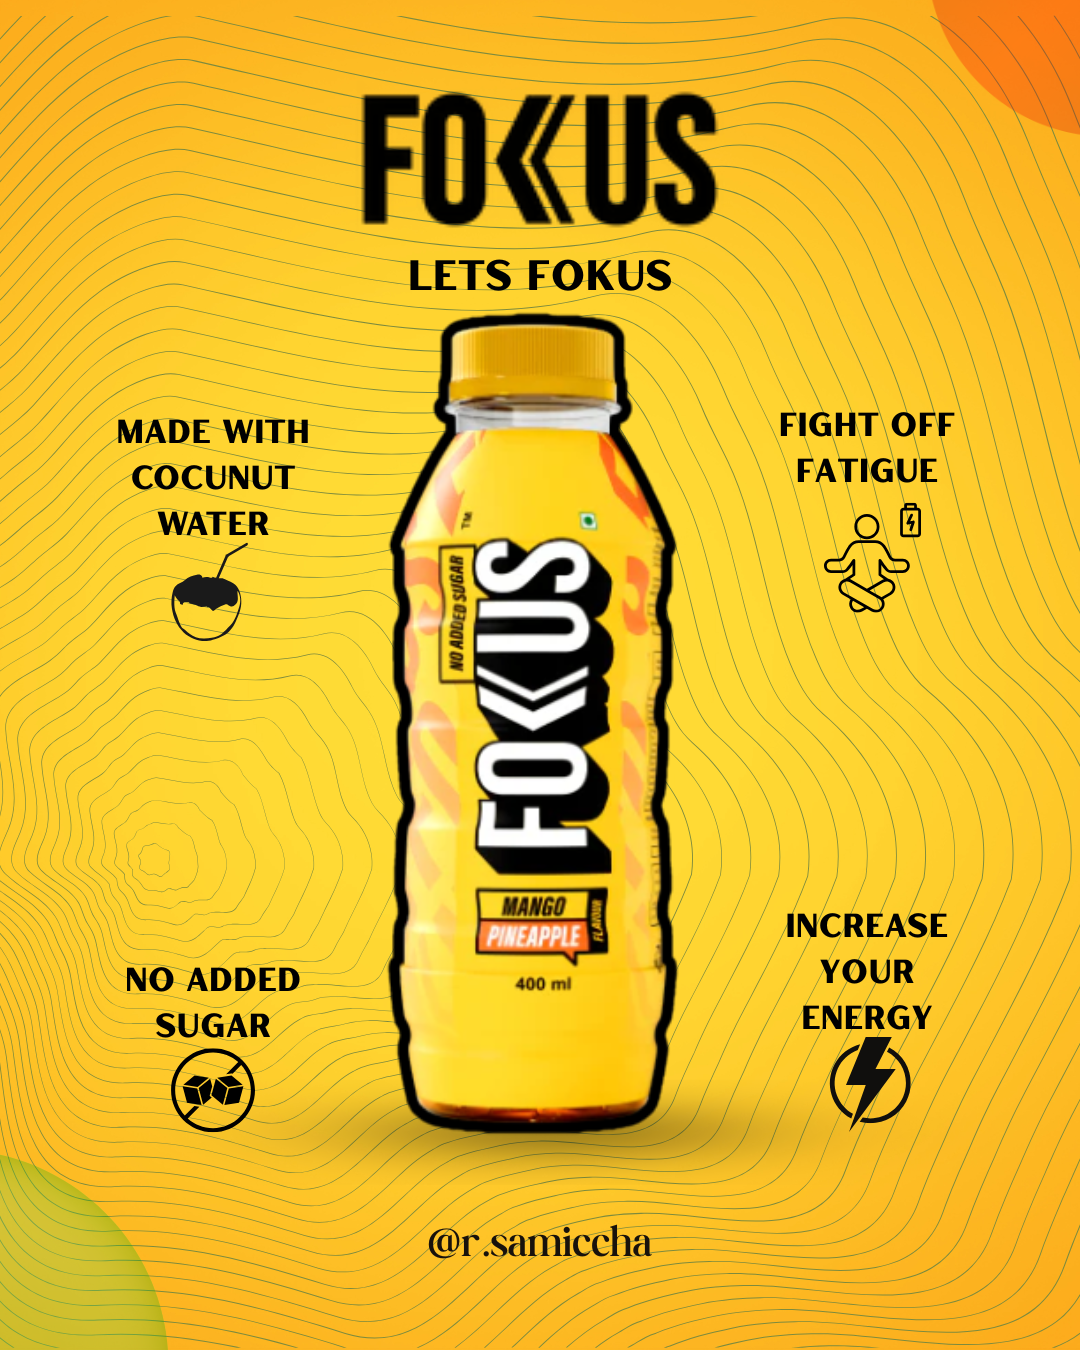 FOKUS
LETS FOKUS
MADE WITH
COCUNUT
WATER
FIGHT OFF
FATIGUE
TM
NO ADDED SUGAR
FOKUS
MANGO
PINEAPPLE
FLAVOUR
400 ml
NO ADDED
SUGAR
INCREASE
YOUR
ENERGY
@r.samiccha